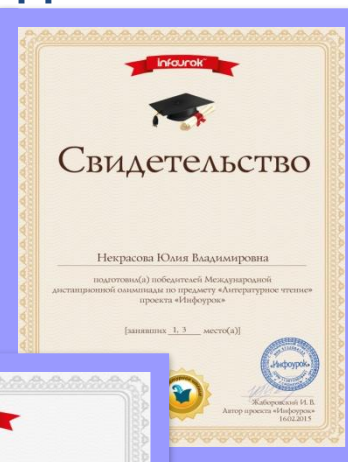 infourok
Свидетельство
Некрасова Юлия Владимировна
подготовил(а) победителей Международной
дистанционной олимпиады по предмету «Литературное чтение»
проекта «Инфоурок»
[занявших 1, 3 место(а)]
«Инфоурок»
Жаборовский И. В.
Автор проекта «Инфоурок»
16.02.2015